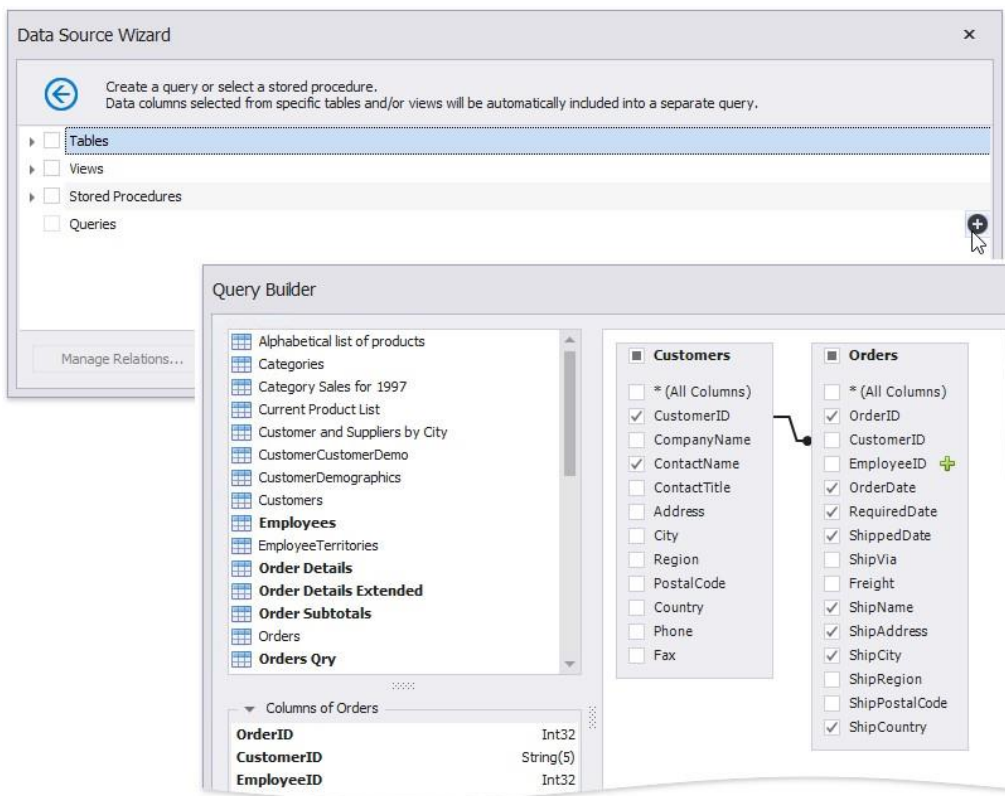 Data Source Wizard
Create a query or select a stored procedure.
Data columns selected from specific tables and/or views will be automatically included into a separate query.
Tables
Views
Stored Procedures
Queries
Manage Relations...
Query Builder
Alphabetical list of products
Categories
Category Sales for 1997
Current Product List
Customer and Suppliers by City
CustomerCustomerDemo
CustomerDemographics
Customers
Employees
EmployeeTerritories
Order Details
Order Details Extended
Order Subtotals
Orders
Orders Qry
Columns of Orders
OrderID Int32
CustomerID String(5)
EmployeeID Int32
Customers
* (All Columns)
CustomerID
CompanyName
ContactName
ContactTitle
Address
City
Region
PostalCode
Country
Phone
Fax
Orders
* (All Columns)
OrderID
CustomerID
EmployeeID
OrderDate
RequiredDate
ShippedDate
ShipVia
Freight
ShipName
ShipAddress
ShipCity
ShipRegion
ShipPostalCode
ShipCountry